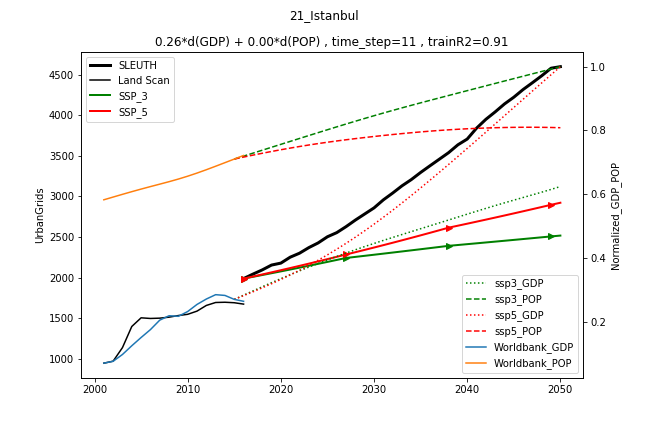 21_Istanbul
0.26*d(GDP) + 0.00*d(POP) , time_step=11 , trainR2=0.91
SLEUTH
Land Scan
SSP_3
SSP_5
4500
4000
3500
3000
2500
2000
1500
1000
UrbanGrids
1.0
0.8
0.6
0.4
0.2
Normalized_GDP_POP
ssp3_GDP
ssp3_POP
ssp5_GDP
ssp5_POP
Worldbank_GDP
Worldbank_POP
2000
2010
2020
2030
2040
2050